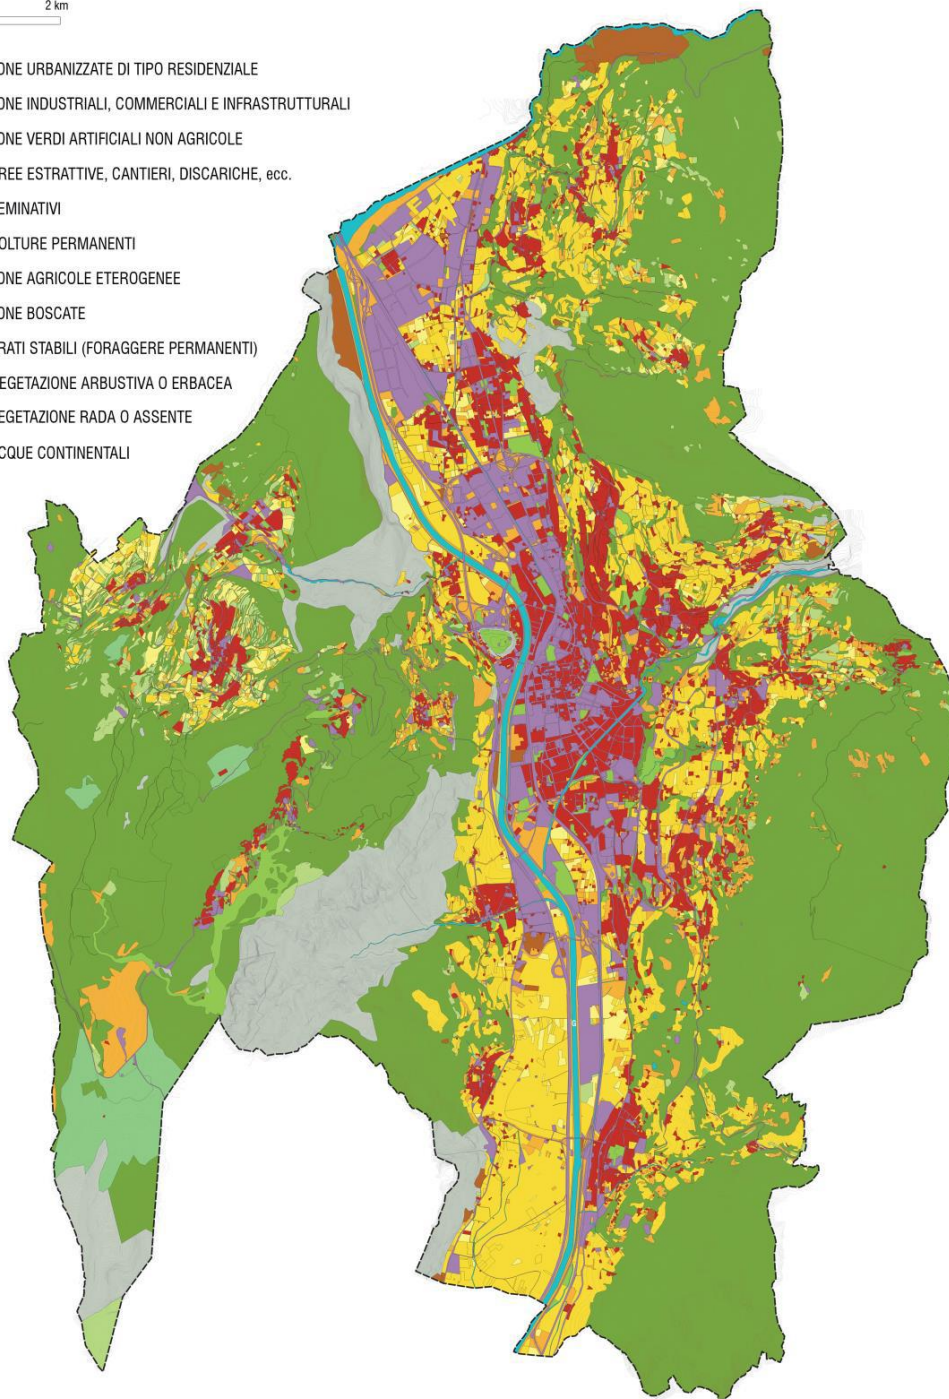 2 km
ONE URBANIZZATE DI TIPO RESIDENZIALE
ONE INDUSTRIALI, COMMERCIALI E INFRASTRUTTURALI
ONE VERDI ARTIFICIALI NON AGRICOLE
REE ESTRATTIVE, CANTIERI, DISCARICHE, ecc.
EMINATIVI
OLTURE PERMANENTI
ONE AGRICOLE ETEROGENEE
ONE BOSCATE
RATI STABILI (FORAGGERE PERMANENTI)
EGETAZIONE ARBUSTIVA O ERBACEA
EGETAZIONE RADA O ASSENTE
CQUE CONTINENTALI